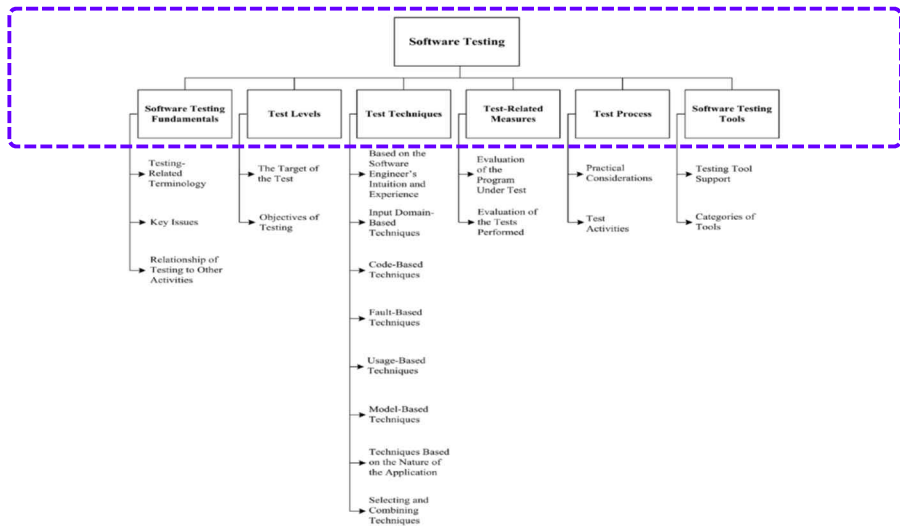 Software Testing
Software Testing
Fundamentals
Test Levels
Test Techniques
Test-Related
Measures
Test Process
Software Testing
Tools
Testing-
Related
Terminology
Key Issues
Relationship of
Testing to Other
Activities
The Target of
the Test
Objectives of
Testing
Based on the
Software
Engineer's
Intuition and
Experience
Input Domain-
Based
Techniques
Code-Based
Techniques
Fault-Based
Techniques
Usage-Based
Techniques
Model-Based
Techniques
Techniques Based
on the Nature of
the Application
Selecting and
Combining
Techniques
Evaluation
of the
Program
Under Test
Evaluation of
the Tests
Performed
Practical
Considerations
Test
Activities
Testing Tool
Support
Categories of
Tools